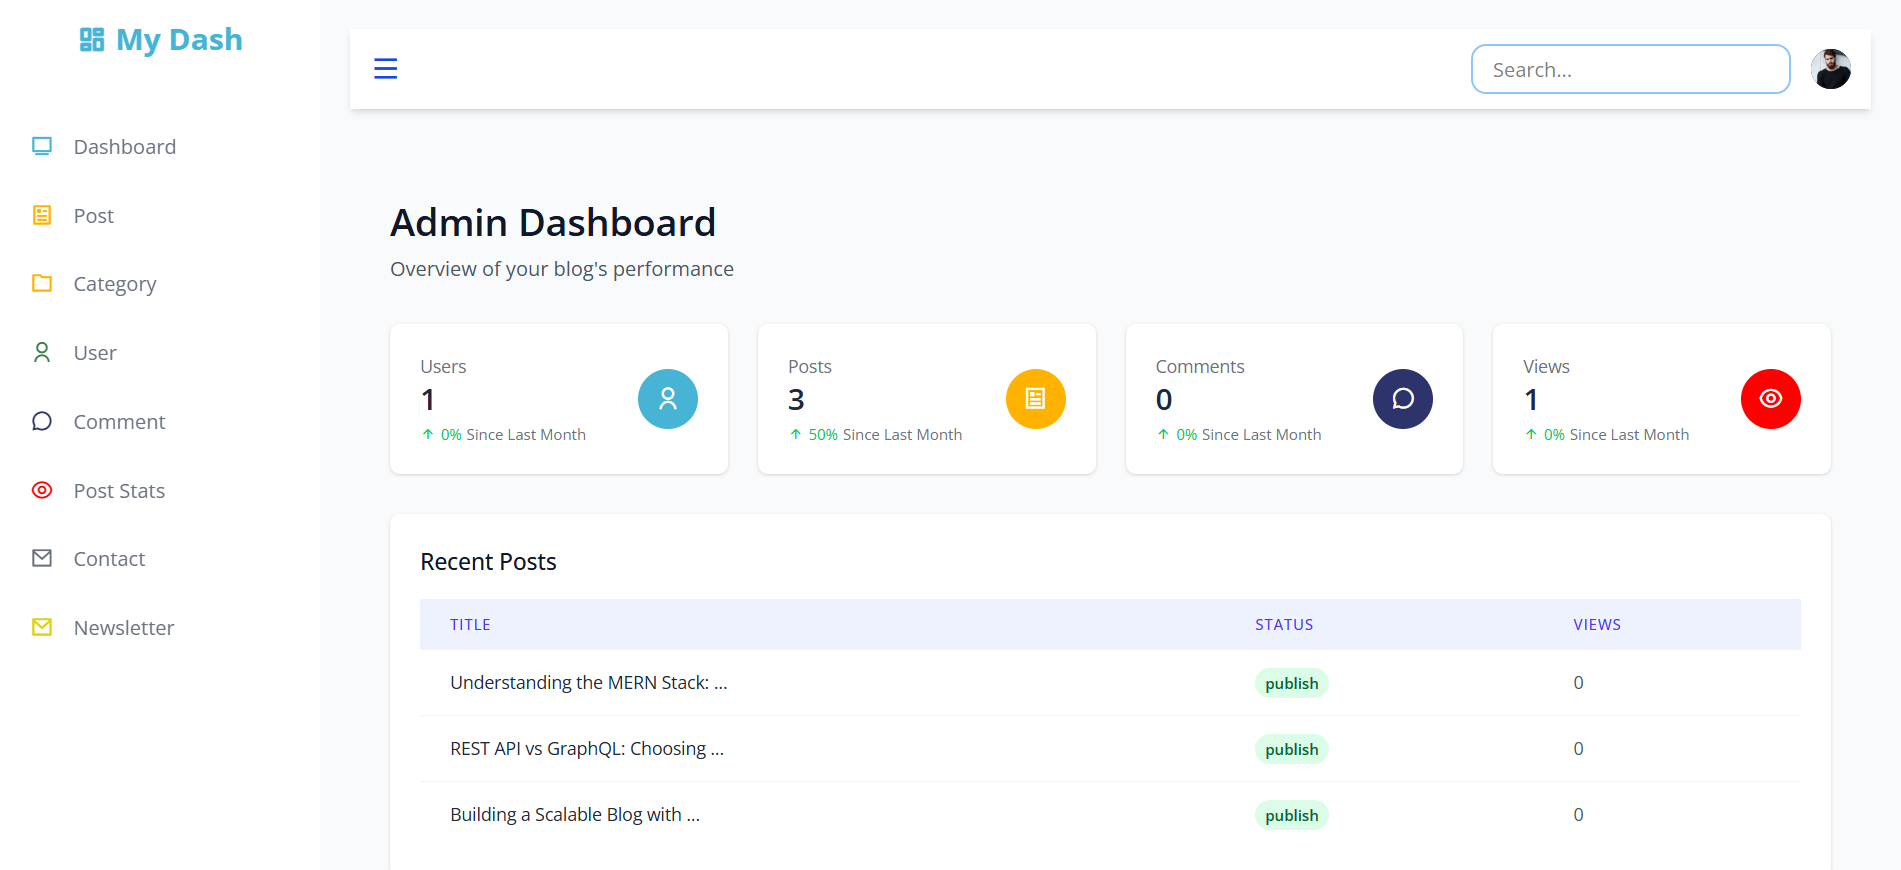 My Dash
Search...
Dashboard
Post
Category
User
Comment
Post Stats
Contact
Newsletter
Admin Dashboard
Overview of your blog's performance
Users
1
0% Since Last Month
Posts
3
50% Since Last Month
Comments
0
0% Since Last Month
Views
1
0% Since Last Month
Recent Posts
TITLE STATUS VIEWS
Understanding the MERN Stack: ... publish 0
REST API vs GraphQL: Choosing ... publish 0
Building a Scalable Blog with ... publish 0